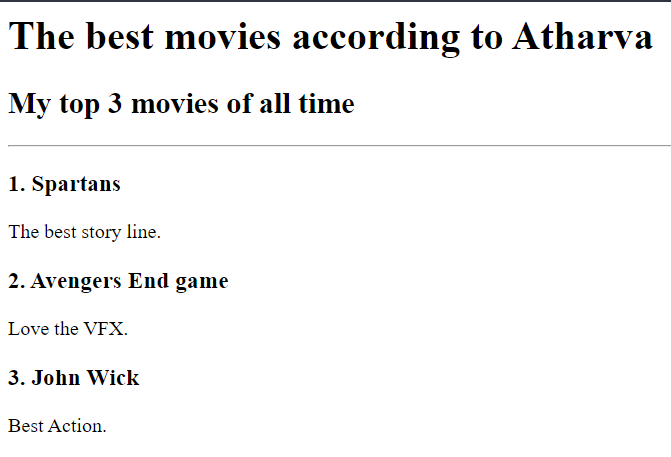 The best movies according to Atharva
My top 3 movies of all time
1. Spartans
The best story line.
2. Avengers End game
Love the VFX.
3. John Wick
Best Action.